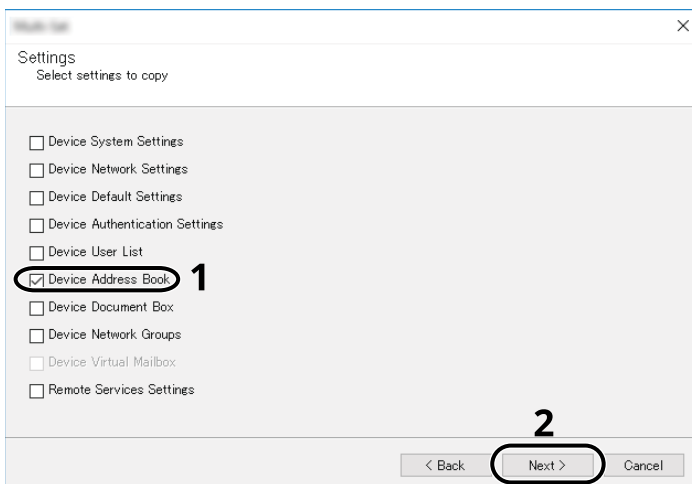 Settings
Select settings to copy
Device System Settings
Device Network Settings
Device Default Settings
Device Authentication Settings
Device User List
Device Address Book 1
Device Document Box
Device Network Groups
Device Virtual Mailbox
Remote Services Settings
2
< Back Next > Cancel